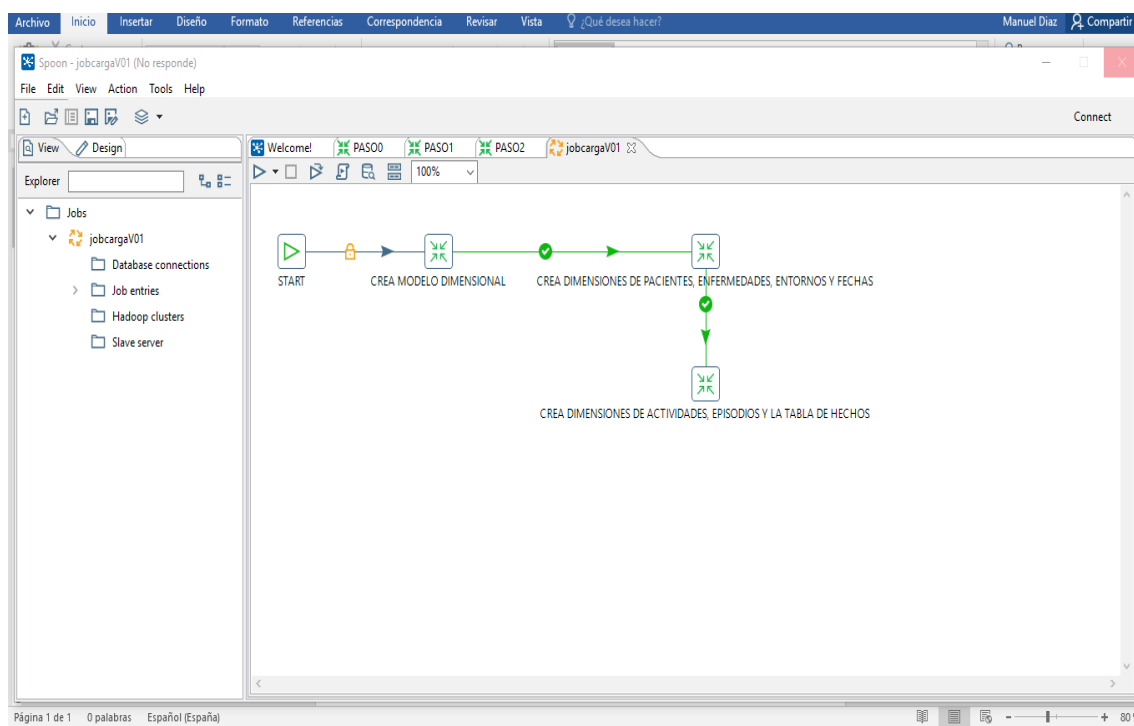 Archivo Inicio Insertar Diseño Formato Referencias Correspondencia Revisar Vista ¿Qué desea hacer? Manuel Diaz Compartir
Spoon - jobcargaV01 (No responde)
File Edit View Action Tools Help
Connect
View Design
Welcome! PASO0 PASO1 PASO2 jobcargaV01
Explorer
100%
Jobs
jobcargaV01
Database connections
Job entries
Hadoop clusters
Slave server
START
CREA MODELO DIMENSIONAL
CREA DIMENSIONES DE PACIENTES, ENFERMEDADES, ENTORNOS Y FECHAS
CREA DIMENSIONES DE ACTIVIDADES, EPISODIOS Y LA TABLA DE HECHOS
Página 1 de 1 0 palabras Español (España) 80